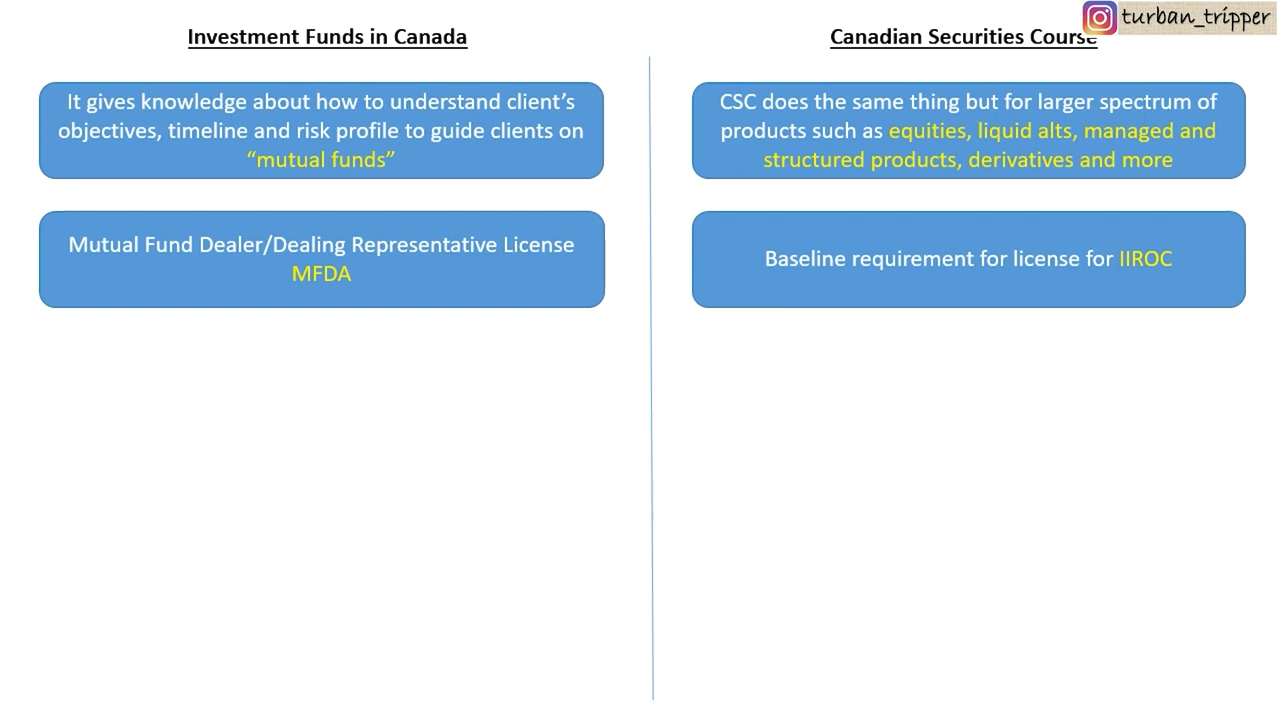 Investment Funds in Canada
It gives knowledge about how to understand client’s
objectives, timeline and risk profile to guide clients on
“mutual funds”
Mutual Fund Dealer/Dealing Representative License
MFDA
turban_tripper
Canadian Securities Course
CSC does the same thing but for larger spectrum of
products such as equities, liquid alts, managed and
structured products, derivatives and more
Baseline requirement for license for IIROC